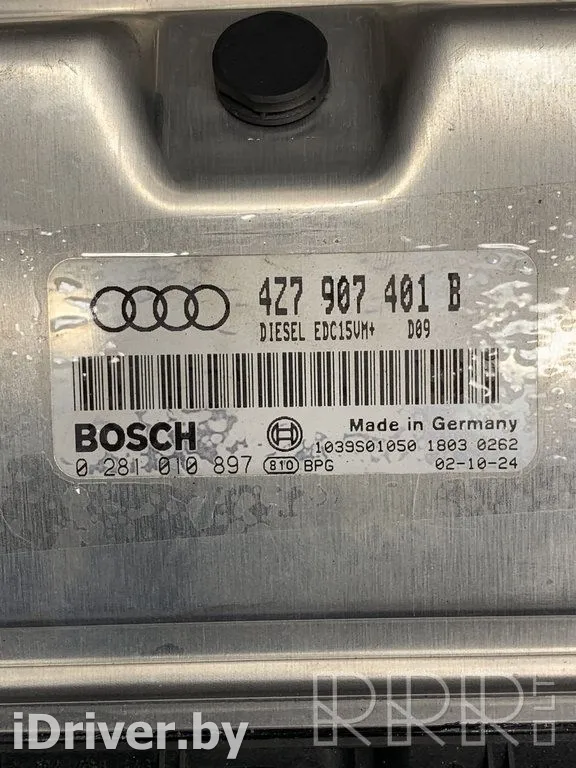 4Z7 907 401 B
DIESEL EDC15VM+ D09
BOSCH
Made in Germany
0 281 010 897 810 BPG
1039S01050 1803 0262
02-10-24
RRR
iDriver.by